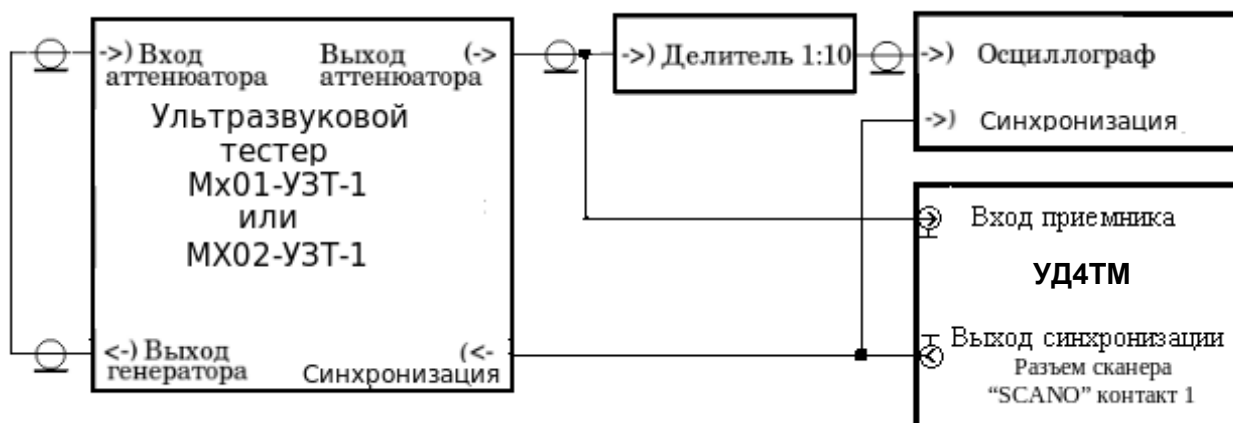 ->) Вход
аттенюатора
Выход (->
аттенюатора
Ультразвуковой
тестер
Мх01-УЗТ-1
или
МХ02-УЗТ-1
<-) Выход
генератора
(<-
Синхронизация
->) Делитель 1:10
->) Осциллограф
->) Синхронизация
Вход приемника
УД4ТМ
Выход синхронизации
Разъем сканера
“SCANO” контакт 1